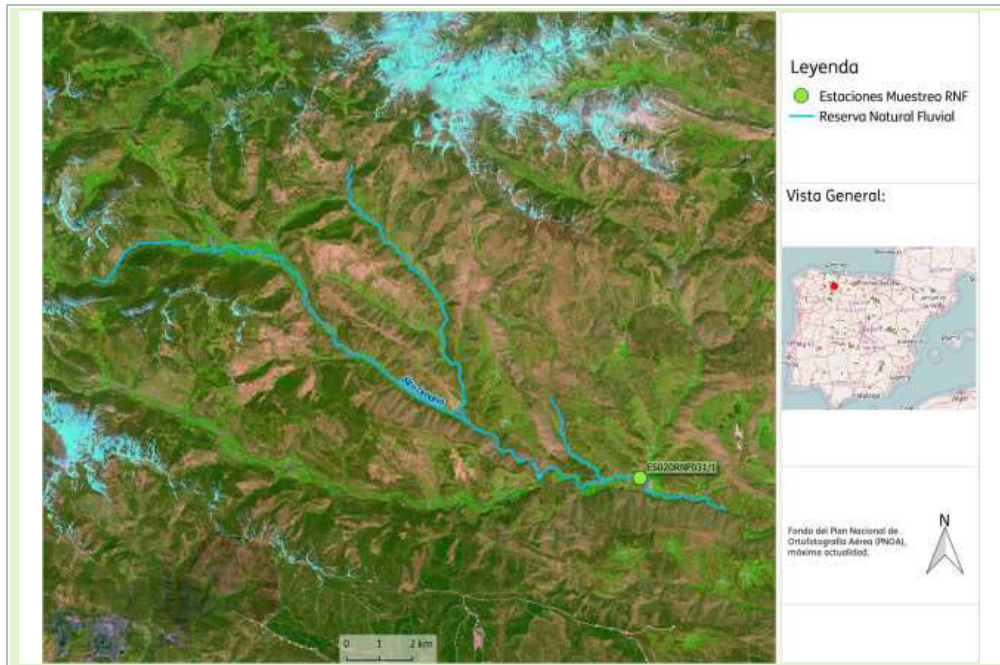 ES020RNF031/1
0 1 2 km
Leyenda
Estaciones Muestreo RNF
Reserva Natural Fluvial
Vista General:
Fondo del Plan Nacional de
Ortofotografía Aérea (PNOA),
máxima actualidad.
N